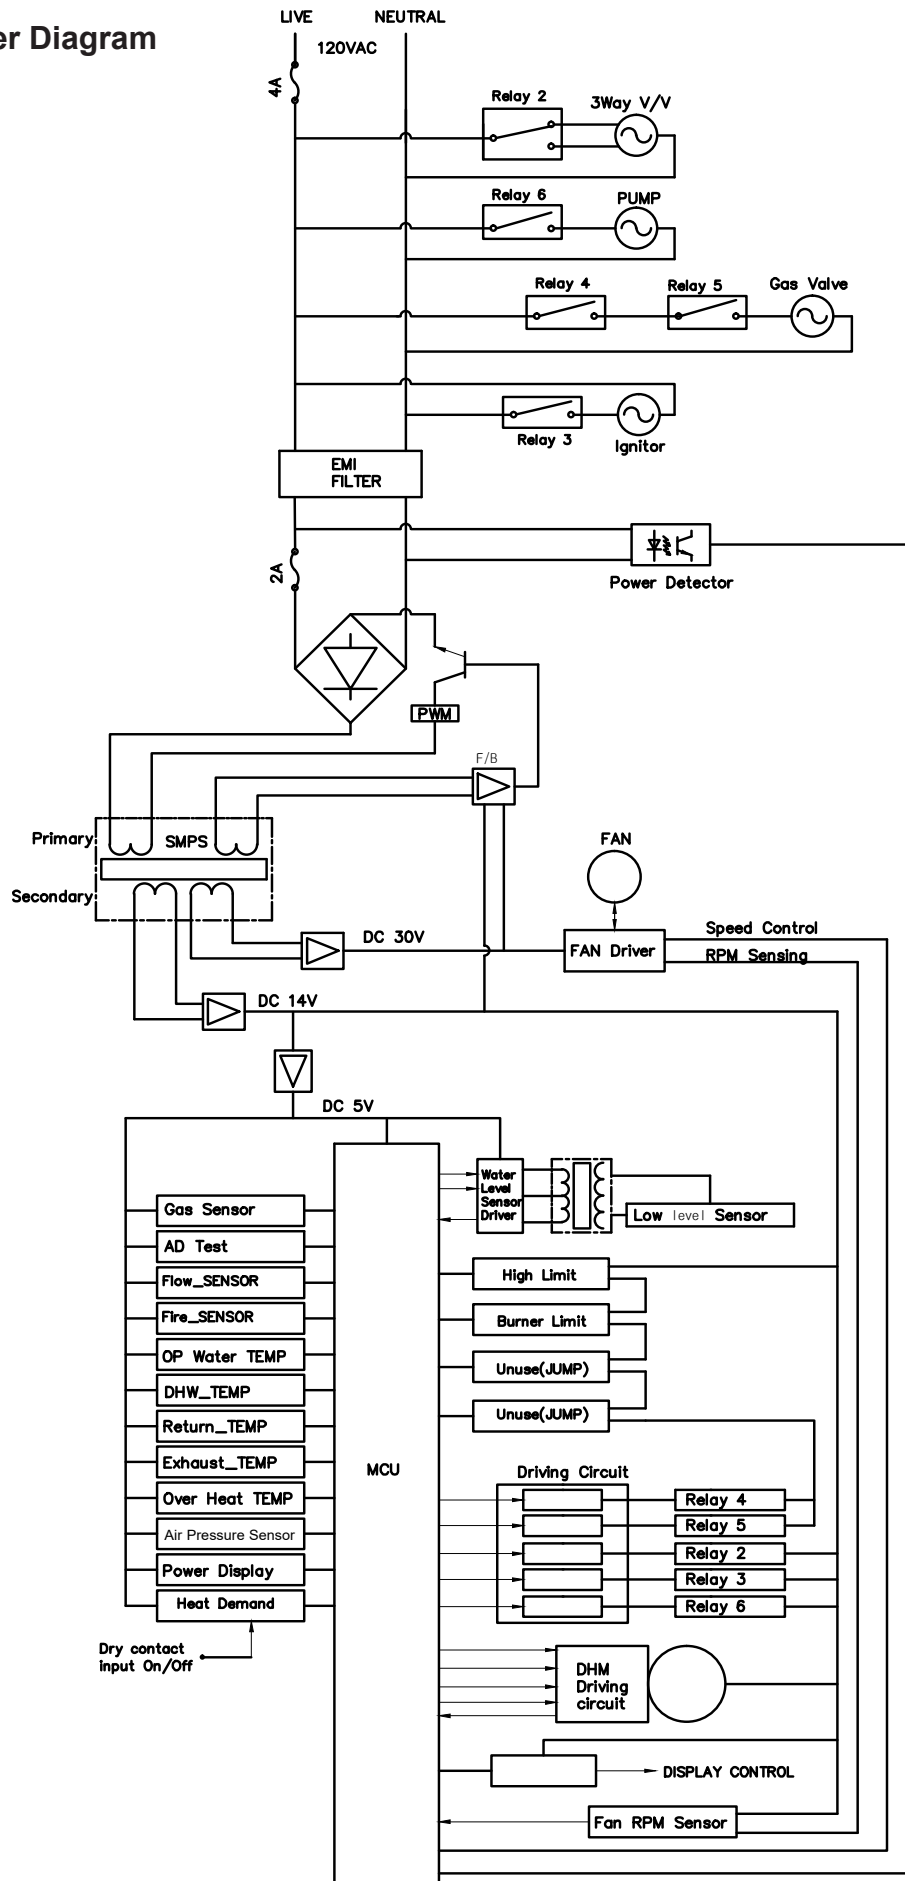 er Diagram
LIVE
NEUTRAL
120VAC
4A
Relay 2
3Way V/V
Relay 6
PUMP
Relay 4
Relay 5
Gas Valve
Relay 3
Ignitor
EMI
FILTER
2A
Power Detector
PWM
F/B
Primary
SMPS
Secondary
FAN
DC 30V
FAN Driver
Speed Control
RPM Sensing
DC 14V
DC 5V
Water
Level
Sensor
Driver
Low level Sensor
Gas Sensor
AD Test
Flow_SENSOR
Fire_SENSOR
OP Water TEMP
DHW_TEMP
Return_TEMP
Exhaust_TEMP
Over Heat TEMP
Air Pressure Sensor
Power Display
Heat Demand
Dry contact
input On/Off
MCU
High Limit
Burner Limit
Unuse(JUMP)
Unuse(JUMP)
Driving Circuit
Relay 4
Relay 5
Relay 2
Relay 3
Relay 6
DHM
Driving
circuit
DISPLAY CONTROL
Fan RPM Sensor